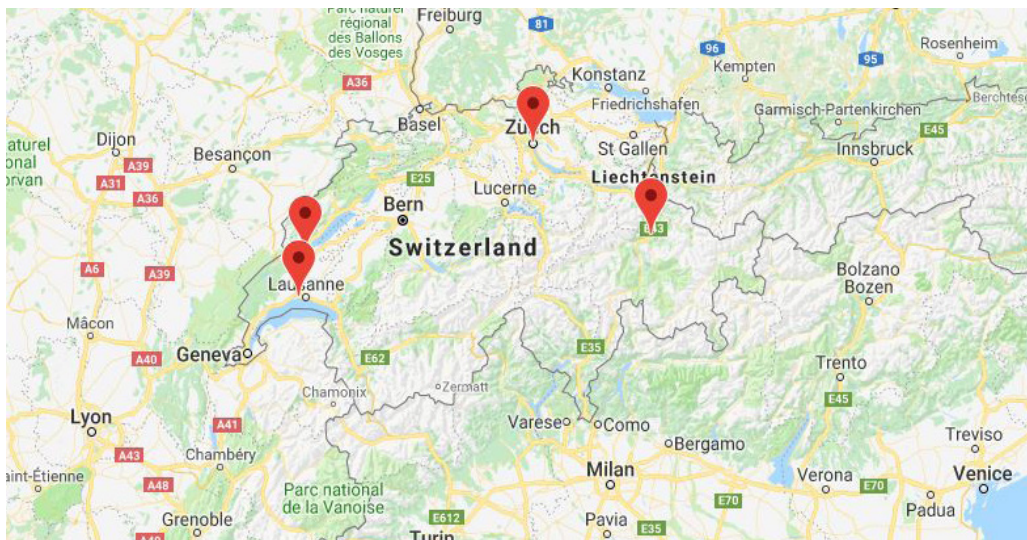 Parc naturel
régional
des Ballons
des Vosges
Freiburg
81
96
95
Rosenheim
Kempten
Konstanz
Friedrichshafen
Garmisch-Partenkirchen
Berchtesg
A36
Basel
Zürich
St Gallen
E45
Innsbruck
Dijon
Besançon
A39
A31
A36
naturel
onal
orvan
E25
Lucerne
Liechtenstein
Bern
E43
Switzerland
A6
A39
Lausanne
Bolzano
Bozen
Mâcon
A40
Geneva
E62
E35
Trento
E45
Chamonix
Zermatt
Lyon
A41
Varese
Como
Bergamo
Treviso
A43
Chambéry
Milan
Verona
E70
Venice
aint-Étienne
A48
Parc national
de la Vanoise
E70
Padua
Grenoble
E612
Pavia
E35
Turin